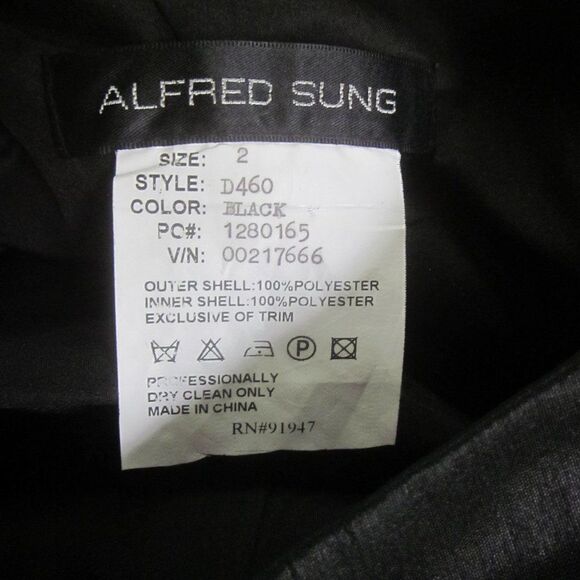 ALFRED SUNG
SIZE: 2
STYLE: D460
COLOR: BLACK
PO#: 1280165
V/N: 00217666
OUTER SHELL:100%POLYESTER
INNER SHELL:100%POLYESTER
EXCLUSIVE OF TRIM
P
PROFESSIONALLY
DRY CLEAN ONLY
MADE IN CHINA
RN#91947